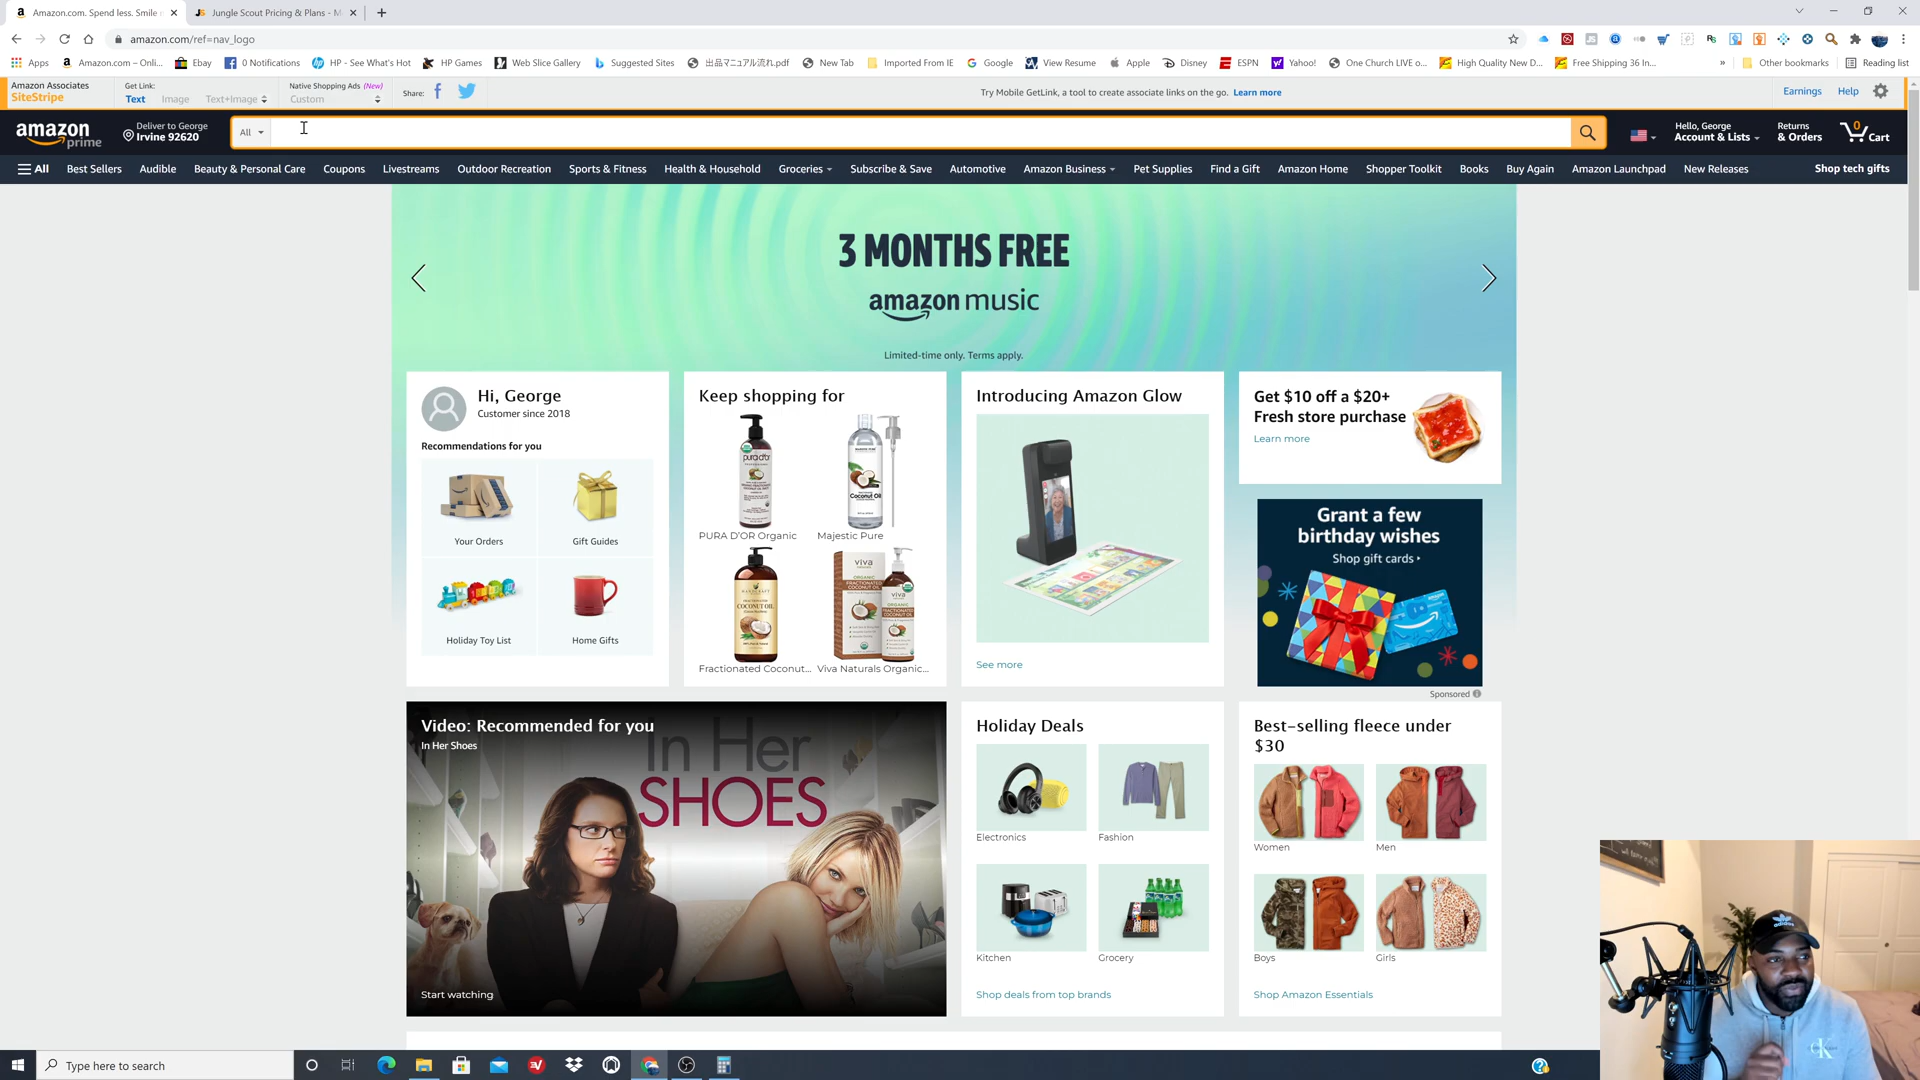 Amazon.com. Spend less. Smile
Jungle Scout Pricing & Plans - M
amazon.com/ref=nav_logo
Apps
Amazon.com – Onli...
Ebay
0 Notifications
HP - See What's Hot
HP Games
Web Slice Gallery
Suggested Sites
出品マニュアル流れ.pdf
New Tab
Imported From IE
Google
View Resume
Apple
Disney
ESPN
Yahoo!
One Church LIVE o...
High Quality New D...
Free Shipping 36 In...
»
Other bookmarks
Reading list
Amazon Associates
SiteStripe
Get Link:
Text
Image
Text+Image
Native Shopping Ads (New)
Custom
Share:
Try Mobile GetLink, a tool to create associate links on the go. Learn more
Earnings
Help
amazon
prime
Deliver to George
Irvine 92620
All
Hello, George
Account & Lists
Returns
& Orders
0
Cart
All
Best Sellers
Audible
Beauty & Personal Care
Coupons
Livestreams
Outdoor Recreation
Sports & Fitness
Health & Household
Groceries
Subscribe & Save
Automotive
Amazon Business
Pet Supplies
Find a Gift
Amazon Home
Shopper Toolkit
Books
Buy Again
Amazon Launchpad
New Releases
Shop tech gifts
3 MONTHS FREE
amazon music
Limited-time only. Terms apply.
Hi, George
Customer since 2018
Recommendations for you
Your Orders
Gift Guides
Holiday Toy List
Home Gifts
Keep shopping for
PURA D'OR Organic
Majestic Pure
Fractionated Coconut...
Viva Naturals Organic...
Introducing Amazon Glow
See more
Get $10 off a $20+
Fresh store purchase
Learn more
Grant a few
birthday wishes
Shop gift cards
Sponsored
Video: Recommended for you
In Her Shoes
In Her
SHOES
Start watching
Holiday Deals
Electronics
Fashion
Kitchen
Grocery
Shop deals from top brands
Best-selling fleece under
$30
Women
Men
Boys
Girls
Shop Amazon Essentials
adidas
CK
Type here to search